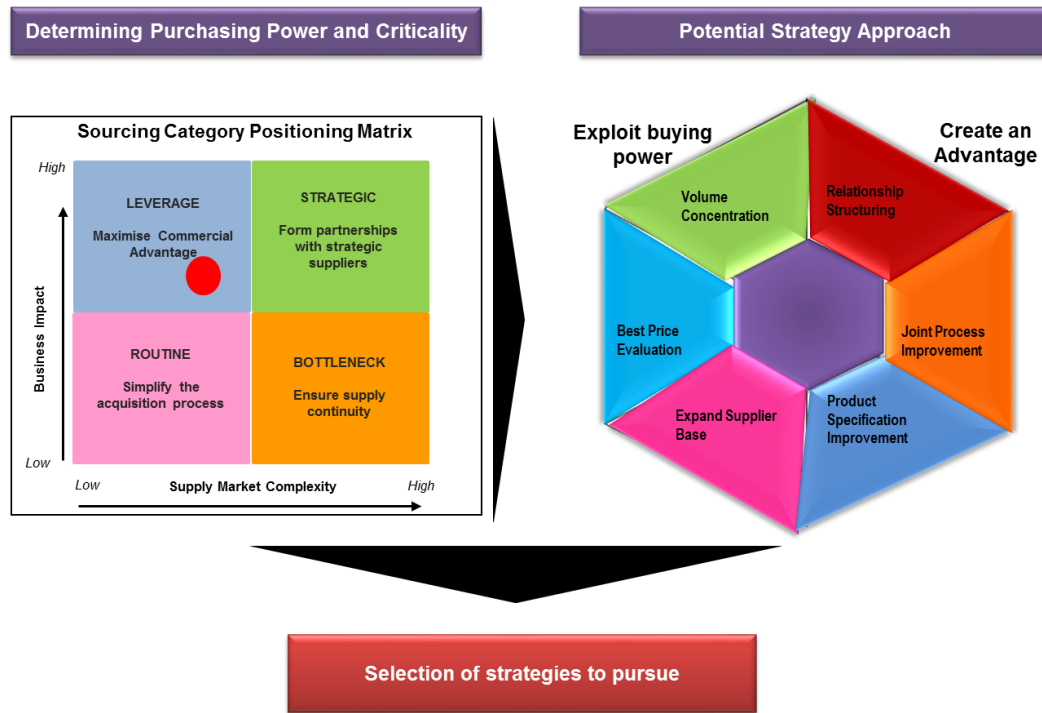 Determining Purchasing Power and Criticality
Potential Strategy Approach
Sourcing Category Positioning Matrix
High
LEVERAGE
Maximise Commercial
Advantage
STRATEGIC
Form partnerships
with strategic
suppliers
Business Impact
ROUTINE
Simplify the
acquisition process
BOTTLENECK
Ensure supply
continuity
Low
Low
Supply Market Complexity
High
Exploit buying
power
Create an
Advantage
Volume
Concentration
Relationship
Structuring
Best Price
Evaluation
Joint Process
Improvement
Expand Supplier
Base
Product
Specification
Improvement
Selection of strategies to pursue